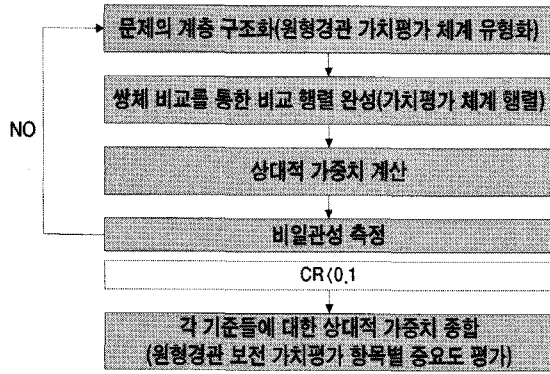 문제의 계층 구조화(원형경관 가치평가 체계 유형화)
쌍체 비교를 통한 비교 행렬 완성(가치평가 체계 행렬)
NO
상대적 가중치 계산
비일관성 측정
CR<0.1
각 기준들에 대한 상대적 가중치 종합
(원형경관 보전 가치평가 항목별 중요도 평가)